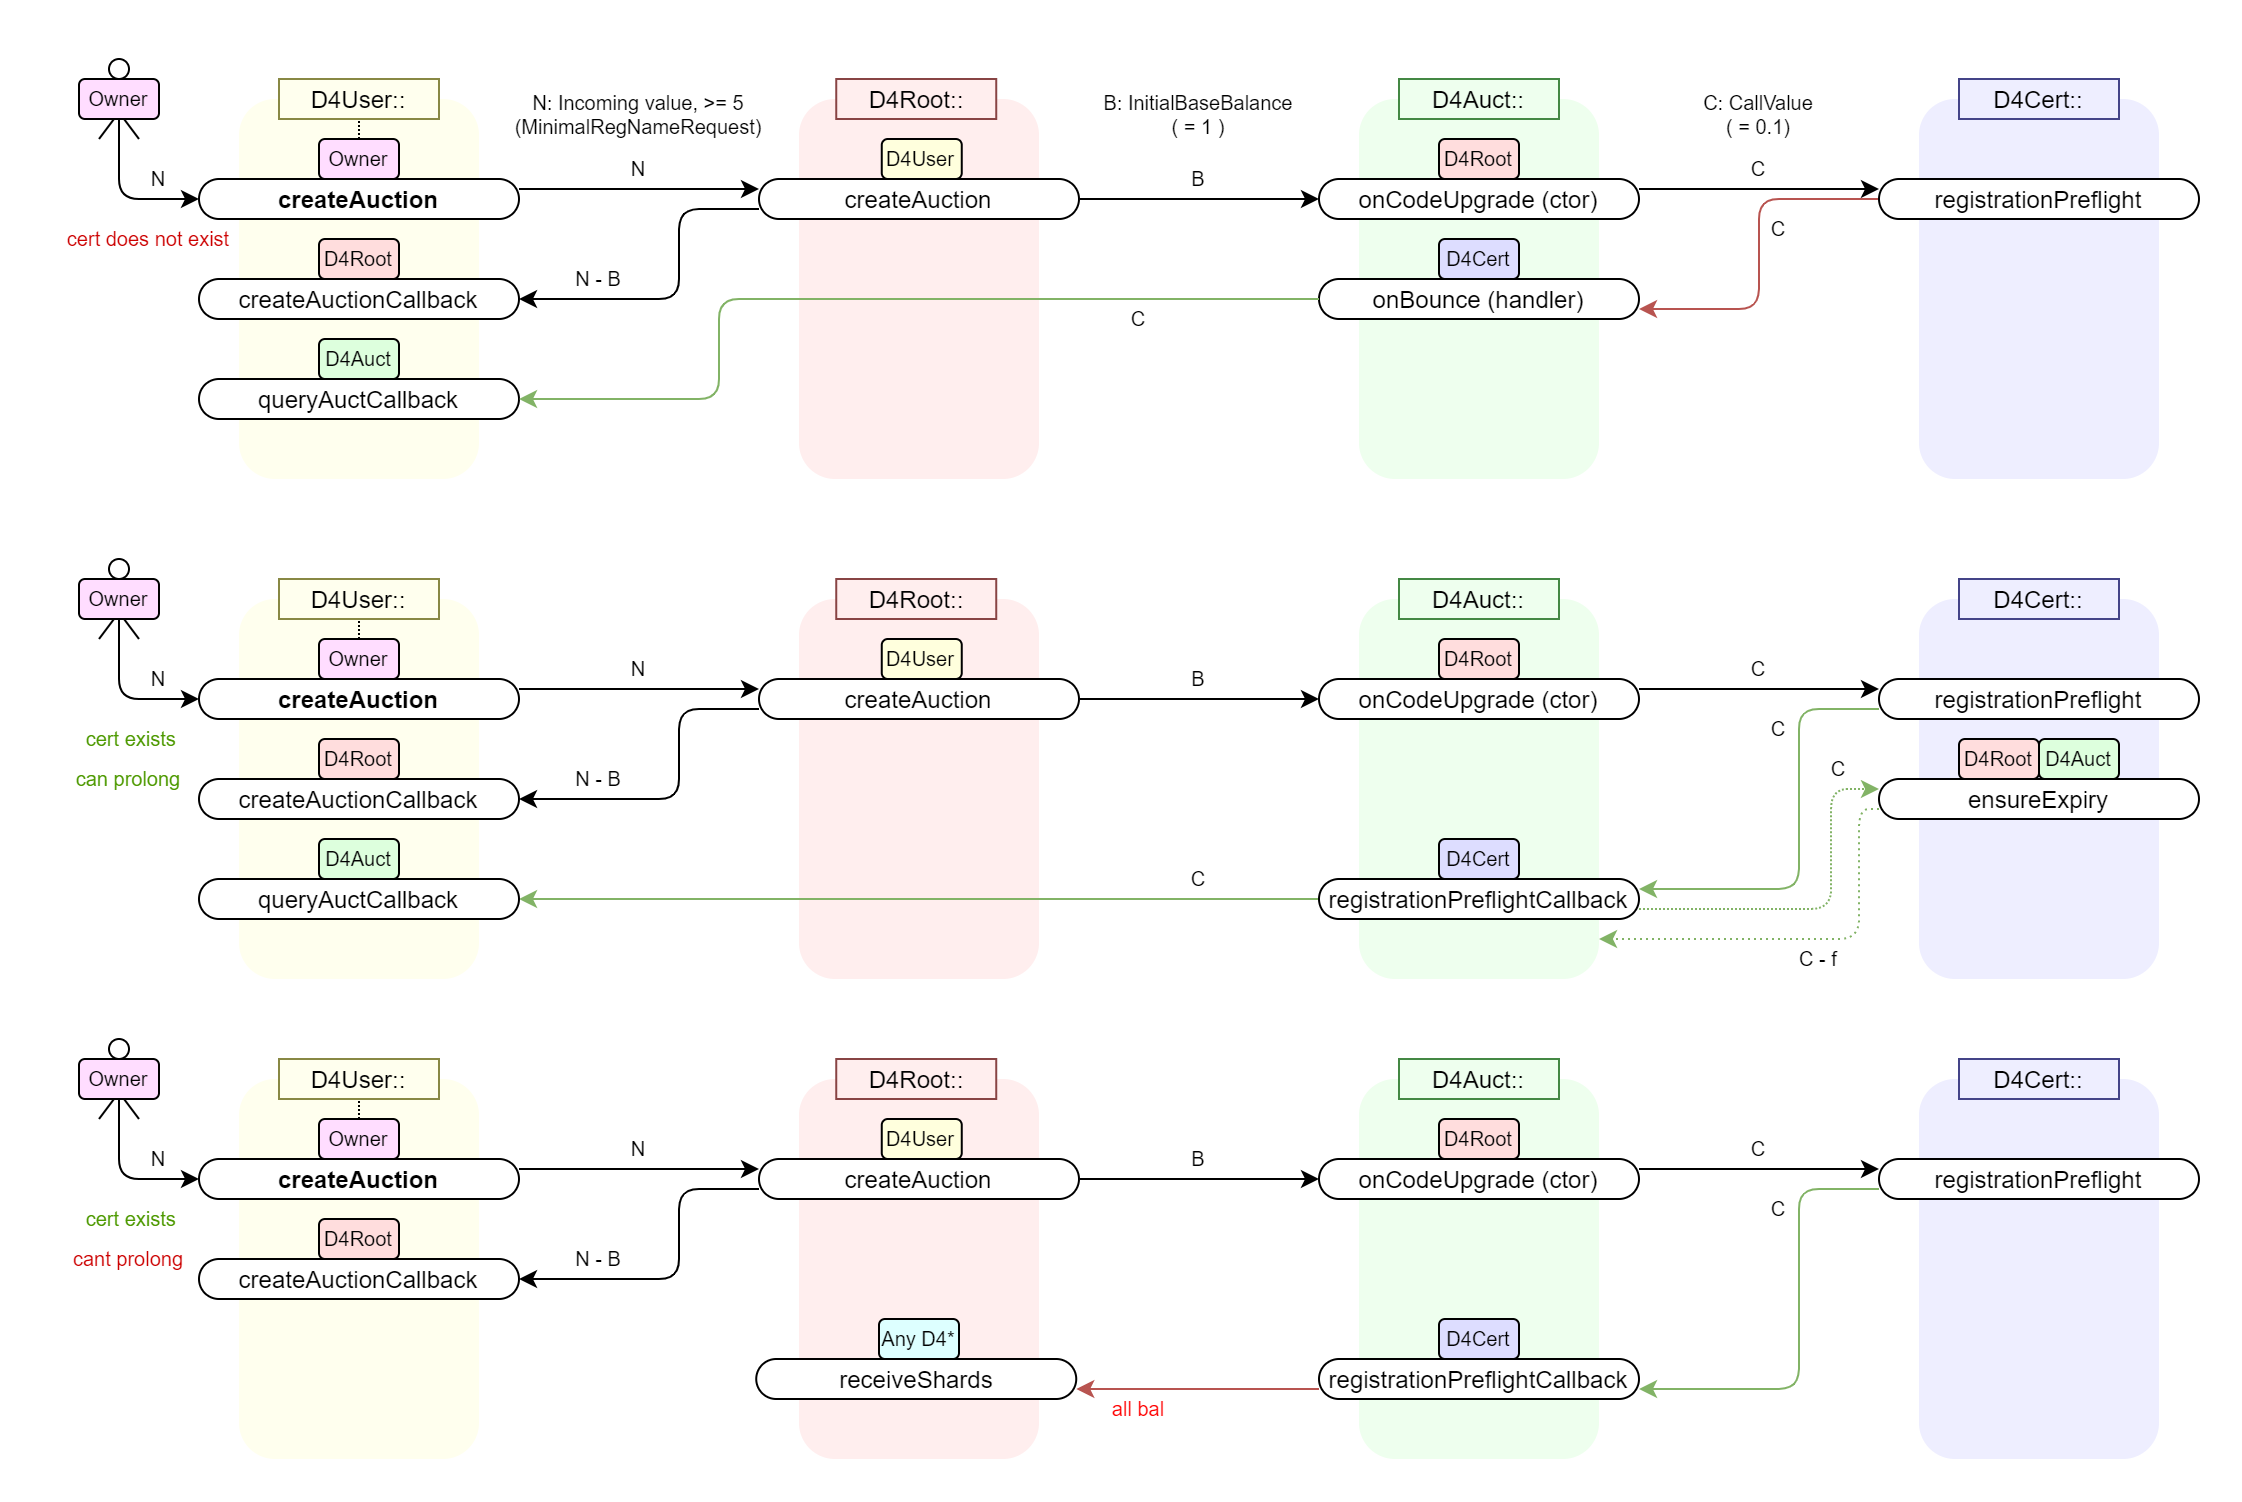 Owner
D4User::
N: Incoming value, >= 5
(MinimalRegNameRequest)
D4Root::
B: InitialBaseBalance
( = 1 )
D4Auct::
C: CallValue
( = 0.1)
D4Cert::
Owner
D4User
D4Root
N
createAuction
N
createAuction
B
onCodeUpgrade (ctor)
C
registrationPreflight
cert does not exist
C
D4Root
D4Cert
createAuctionCallback
N - B
onBounce (handler)
C
D4Auct
queryAuctCallback
Owner
D4User::
D4Root::
D4Auct::
D4Cert::
Owner
D4User
D4Root
N
createAuction
N
createAuction
B
onCodeUpgrade (ctor)
C
registrationPreflight
cert exists
C
can prolong
D4Root
D4Root
D4Auct
createAuctionCallback
N - B
C
ensureExpiry
D4Auct
D4Cert
queryAuctCallback
C
registrationPreflightCallback
C - f
Owner
D4User::
D4Root::
D4Auct::
D4Cert::
Owner
D4User
D4Root
N
createAuction
N
createAuction
B
onCodeUpgrade (ctor)
C
registrationPreflight
cert exists
C
cant prolong
D4Root
createAuctionCallback
N - B
Any D4*
D4Cert
receiveShards
registrationPreflightCallback
all bal